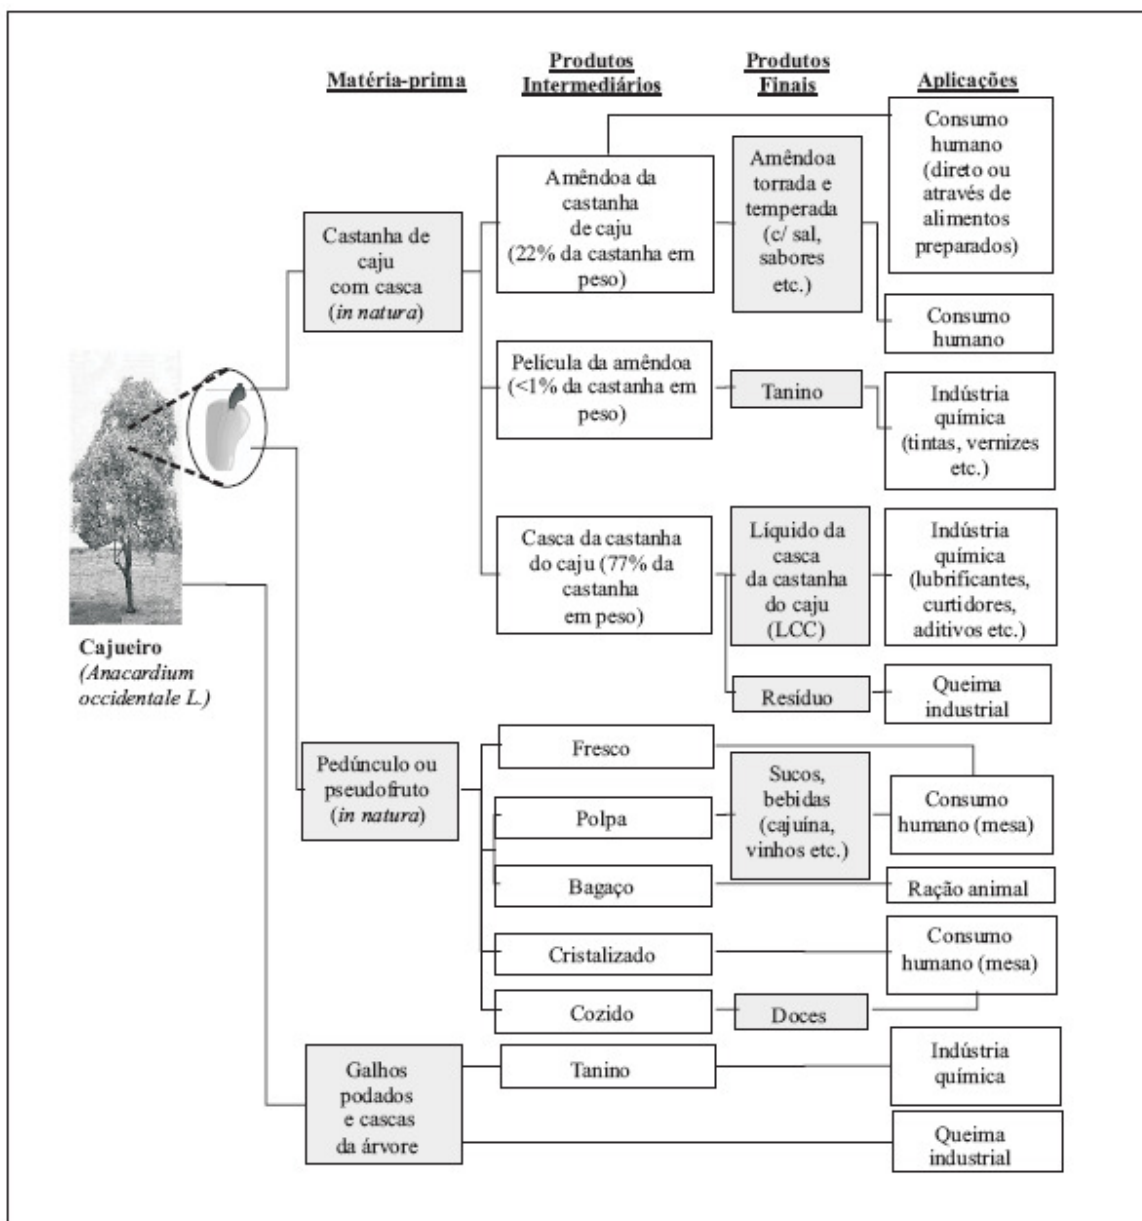 Matéria-prima
Produtos
Intermediários
Produtos
Finais
Aplicações
Castanha de
caju
com casca
(in natura)
Amêndoa da
castanha
de caju
(22% da castanha em
peso)
Amêndoa
torrada e
temperada
(c/ sal,
sabores
etc.)
Consumo
humano
(direto ou
através de
alimentos
preparados)
Consumo
humano
Película da amêndoa
(<1% da castanha em
peso)
Tanino
Indústria
química
(tintas, vernizes
etc.)
Casca da castanha
do caju (77% da
castanha
em peso)
Líquido da
casca
da castanha
do caju
(LCC)
Indústria
química
(lubrificantes,
curtidores,
aditivos etc.)
Resíduo
Queima
industrial
Cajueiro
(Anacardium
occidentale L.)
Pedúnculo ou
pseudofruto
(in natura)
Fresco
Polpa
Sucos,
bebidas
(cajuína,
vinhos etc.)
Consumo
humano (mesa)
Bagaço
Ração animal
Cristalizado
Consumo
humano (mesa)
Cozido
Doces
Galhos
podados
e cascas
da árvore
Tanino
Indústria
química
Queima
industrial